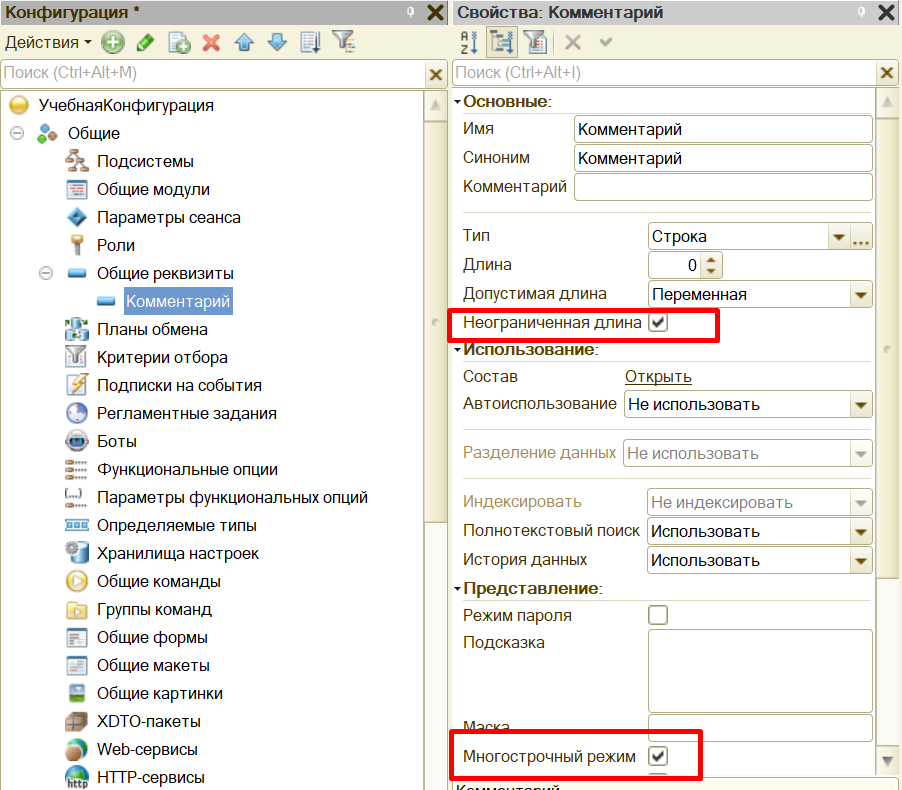 Конфигурация *
Действия
Поиск (Ctrl+Alt+M)
УчебнаяКонфигурация
Общие
Подсистемы
Общие модули
Параметры сеанса
Роли
Общие реквизиты
Комментарий
Планы обмена
Критерии отбора
Подписки на события
Регламентные задания
Боты
Функциональные опции
Параметры функциональных опций
Определяемые типы
Хранилища настроек
Общие команды
Группы команд
Общие формы
Общие макеты
Общие картинки
XDTO-пакеты
Web-сервисы
http HTTP-сервисы
Свойства: Комментарий
Поиск (Ctrl+Alt+I)
Основные:
Имя Комментарий
Синоним Комментарий
Комментарий
Тип Строка ...
Длина 0
Допустимая длина Переменная
Неограниченная длина
Использование:
Состав Открыть
Автоиспользование Не использовать
Разделение данных Не использовать
Индексировать Не индексировать
Полнотекстовый поиск Использовать
История данных Использовать
Представление:
Режим пароля
Подсказка
Маска
Многострочный режим
Комментарий